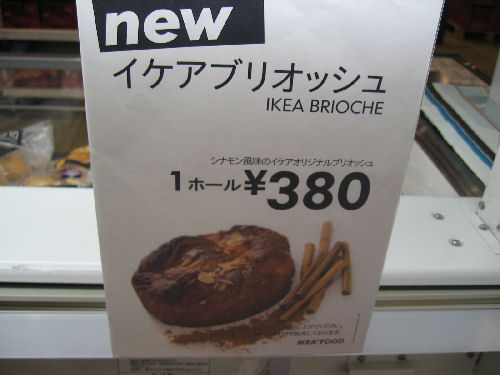 new
イケアブリオッシュ
IKEA BRIOCHE
シナモン風味のイケアオリジナルブリオッシュ
1ホール¥380
IKEA FOOD